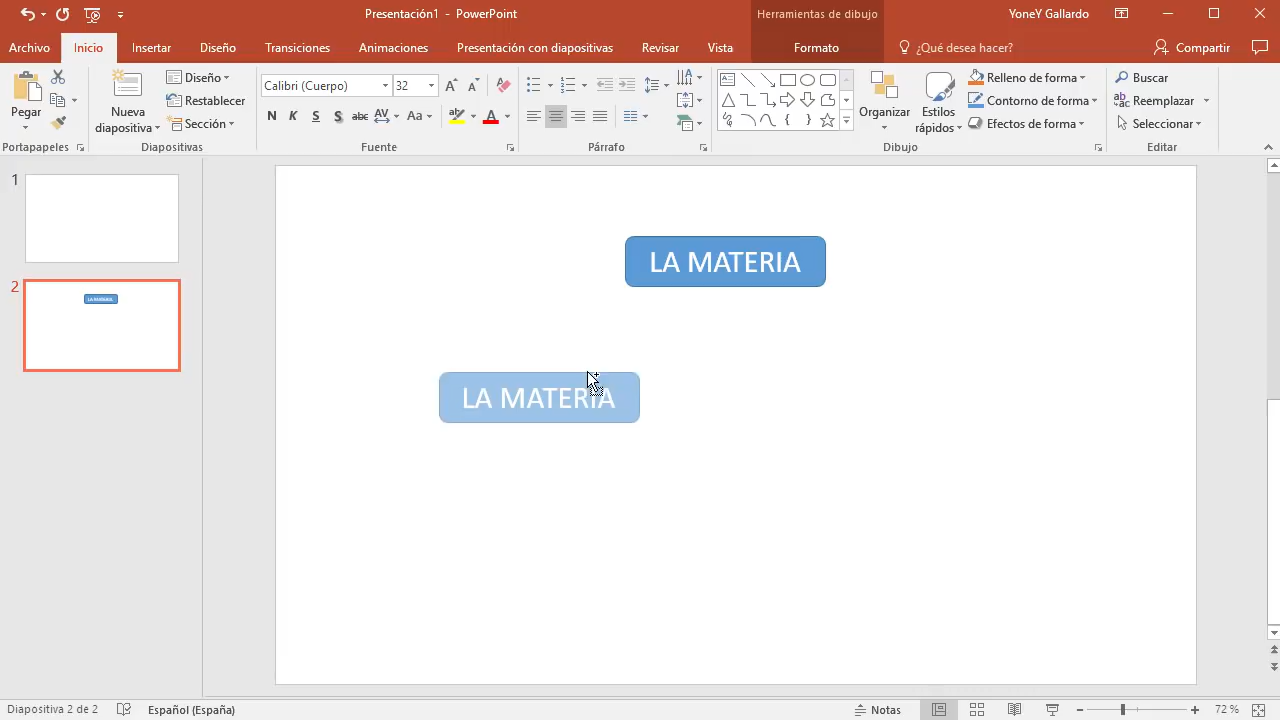 Presentación1 - PowerPoint
Herramientas de dibujo
YoneY Gallardo
Archivo Inicio Insertar Diseño Transiciones Animaciones Presentación con diapositivas Revisar Vista Formato ¿Qué desea hacer? Compartir
Pegar
Nueva diapositiva
Diseño
Restablecer
Sección
Calibri (Cuerpo) 32
N K S S abc AV Aa A
Organizar
Estilos rápidos
Relleno de forma
Contorno de forma
Efectos de forma
Buscar
Reemplazar
Seleccionar
Portapapeles Diapositivas Fuente Párrafo Dibujo Editar
1
2
LA MATERIA
LA MATERIA
LA MATERIA
Diapositiva 2 de 2 Español (España) Notas 72 %